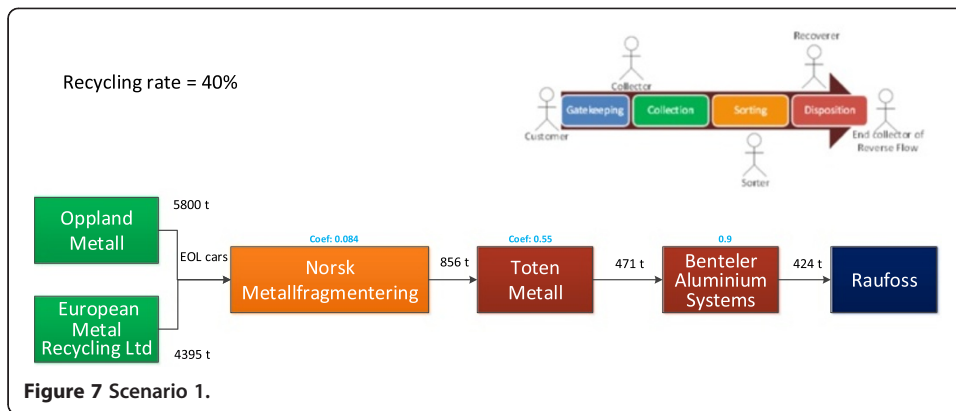 Recycling rate = 40%
Recoverer
Collector
Gatekeeping
Collection
Sorting
Disposition
Customer
End collector of
Reverse Flow
Sorter
5800 t
Oppland
Metall
EOL cars
European
Metal
Recycling Ltd
4395 t
Coef: 0.084
Norsk
Metallfragmentering
856 t
Coef: 0.55
Toten
Metall
471 t
0.9
Benteler
Aluminium
Systems
424 t
Raufoss
Figure 7 Scenario 1.